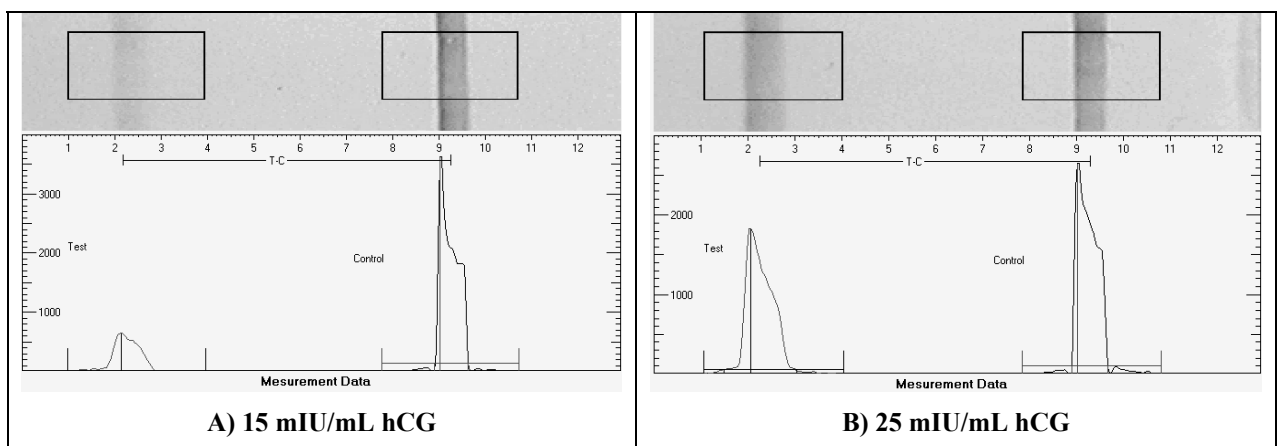 1 2 3 4 5 6 7 8 9 10 11 12
T-C
3000
Test
2000
Control
1000
Mesurement Data
A) 15 mIU/mL hCG
1 2 3 4 5 6 7 8 9 10 11 12
T-C
2000
Test
Control
1000
Mesurement Data
B) 25 mIU/mL hCG